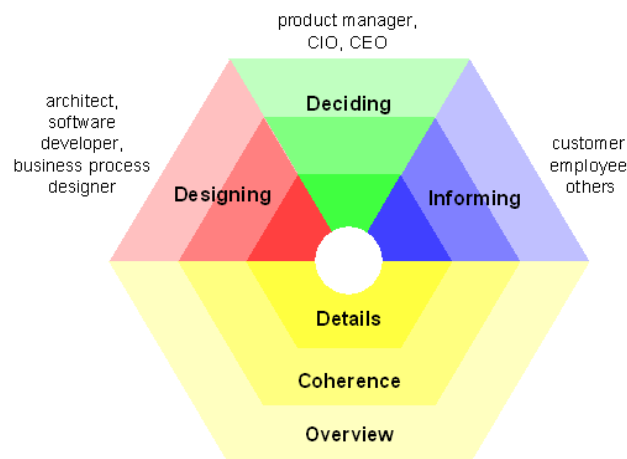 product manager,
CIO, CEO
Deciding
architect,
software
developer,
business process
designer
customer
employee
others
Designing
Informing
Details
Coherence
Overview